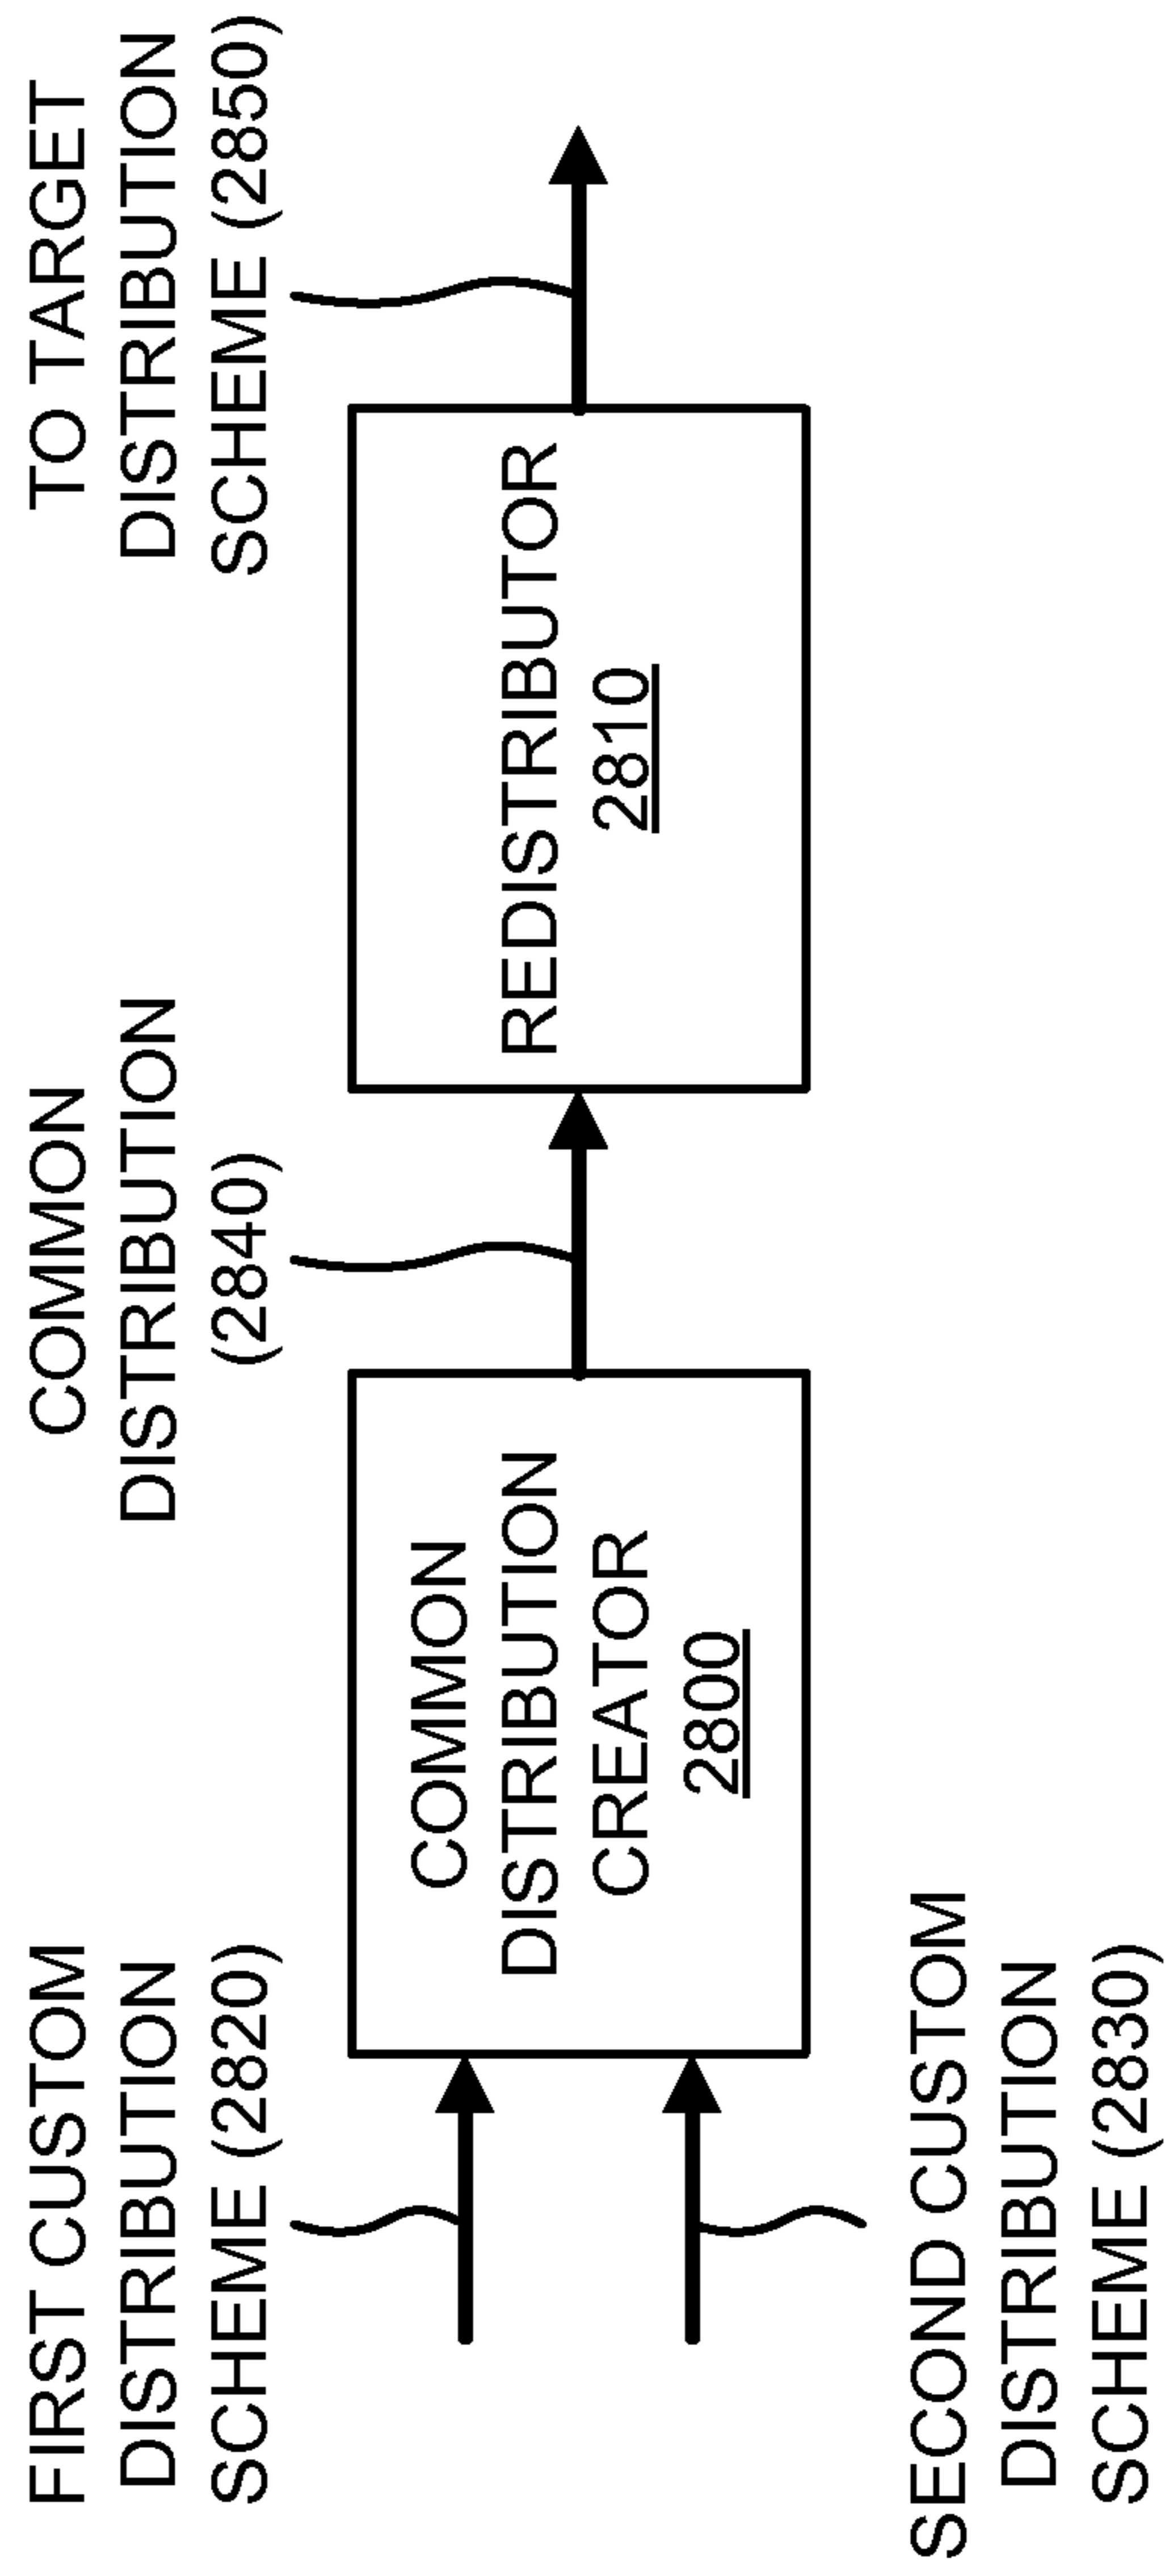 FIRST CUSTOM
DISTRIBUTION
SCHEME (2820)
COMMON
DISTRIBUTION
(2840)
TO TARGET
DISTRIBUTION
SCHEME (2850)
COMMON
DISTRIBUTION
CREATOR
2800
REDISTRIBUTOR
2810
SECOND CUSTOM
DISTRIBUTION
SCHEME (2830)